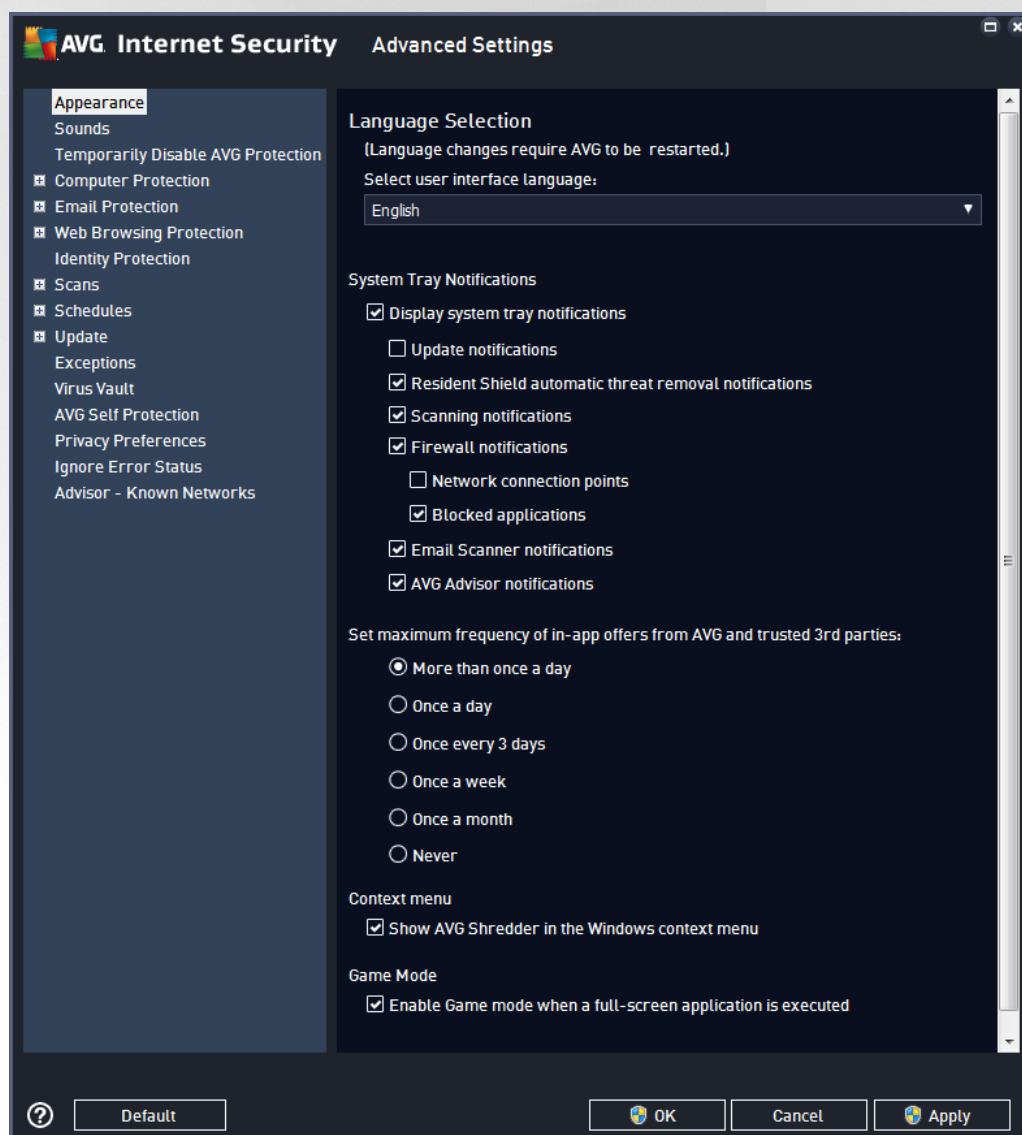 AVG. Internet Security Advanced Settings
Appearance
Sounds
Temporarily Disable AVG Protection
Computer Protection
Email Protection
Web Browsing Protection
Identity Protection
Scans
Schedules
Update
Exceptions
Virus Vault
AVG Self Protection
Privacy Preferences
Ignore Error Status
Advisor - Known Networks
Language Selection
(Language changes require AVG to be restarted.)
Select user interface language:
English
System Tray Notifications
Display system tray notifications
Update notifications
Resident Shield automatic threat removal notifications
Scanning notifications
Firewall notifications
Network connection points
Blocked applications
Email Scanner notifications
AVG Advisor notifications
Set maximum frequency of in-app offers from AVG and trusted 3rd parties:
More than once a day
Once a day
Once every 3 days
Once a week
Once a month
Never
Context menu
Show AVG Shredder in the Windows context menu
Game Mode
Enable Game mode when a full-screen application is executed
? Default OK Cancel Apply